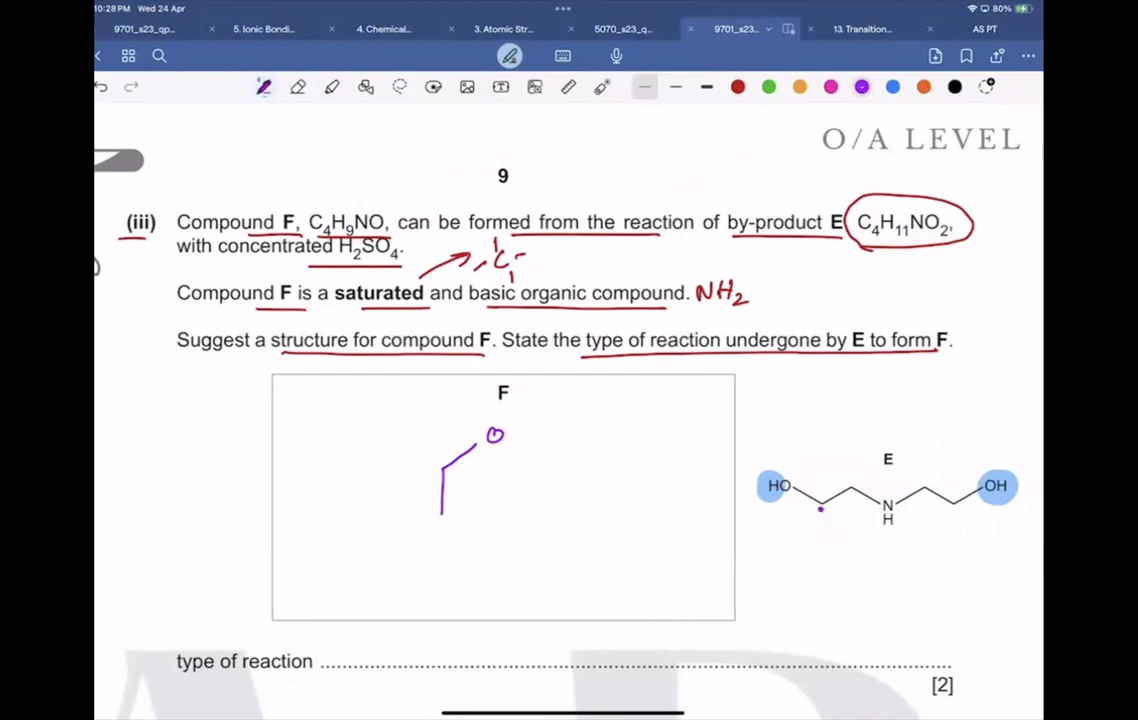 10:28 PM Wed 24 Apr
80%
9701_s23_qp...
5. Ionic Bondi...
4. Chemical...
3. Atomic Str...
5070_s23_q...
9701_s23...
13. Transition...
AS PT
O/A LEVEL
9
(iii) Compound F, C₄H₉NO, can be formed from the reaction of by-product E C₄H₁₁NO₂,
with concentrated H₂SO₄.
C
Compound F is a saturated and basic organic compound. NH₂
Suggest a structure for compound F. State the type of reaction undergone by E to form F.
F
O
E
HO
OH
N
H
type of reaction ..........................................................................................
[2]